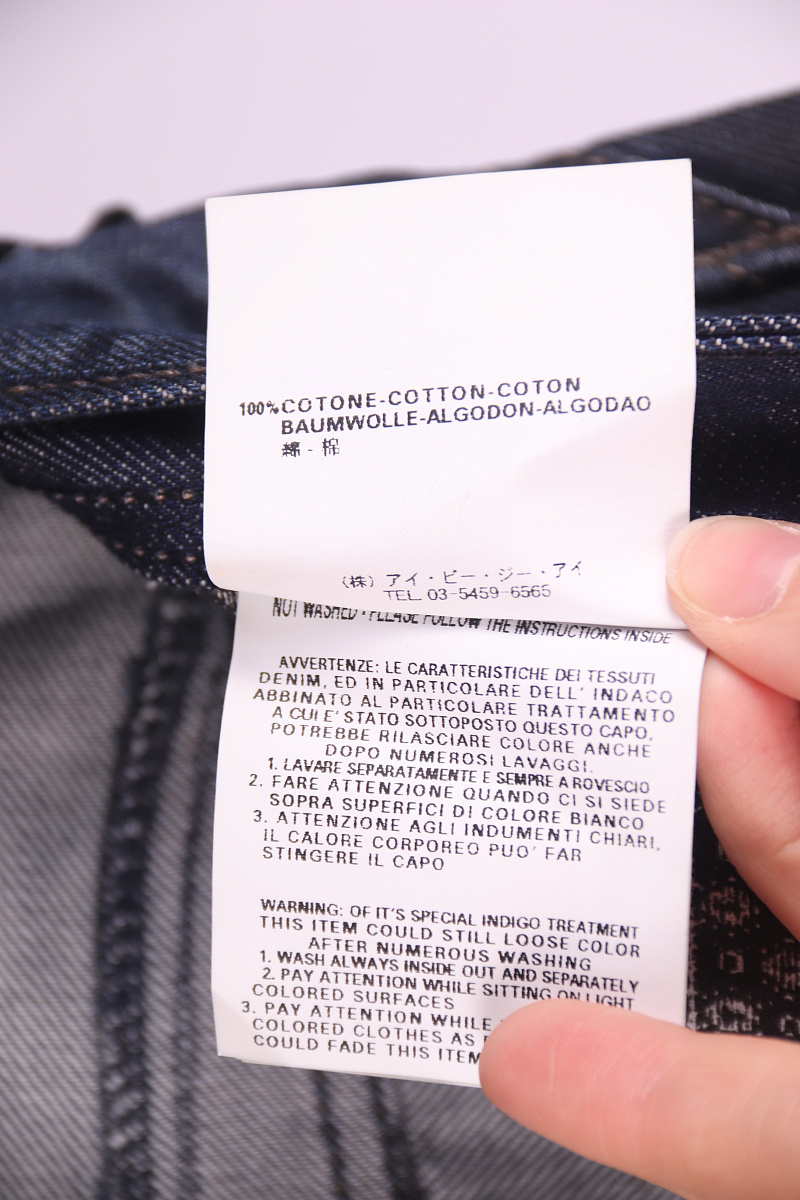 100% COTONE-COTTON-COTON
BAUMWOLLE-ALGODON-ALGODAO
綿 - 棉
(株) アイ・ピー・ジー・アイ
TEL 03-5459-6565
NOT WASHED • PLEASE FOLLOW THE INSTRUCTIONS INSIDE
AVVERTENZE: LE CARATTERISTICHE DEI TESSUTI
DENIM, ED IN PARTICOLARE DELL' INDACO
ABBINATO AL PARTICOLARE TRATTAMENTO
A CUI E' STATO SOTTOPOSTO QUESTO CAPO,
POTREBBE RILASCIARE COLORE ANCHE
DOPO NUMEROSI LAVAGGI.
1. LAVARE SEPARATAMENTE E SEMPRE A ROVESCIO
2. FARE ATTENZIONE QUANDO CI SI SIEDE
SOPRA SUPERFICI DI COLORE BIANCO
3. ATTENZIONE AGLI INDUMENTI CHIARI,
IL CALORE CORPOREO PUO' FAR
STINGERE IL CAPO
WARNING: OF IT'S SPECIAL INDIGO TREATMENT
THIS ITEM COULD STILL LOOSE COLOR
AFTER NUMEROUS WASHING
1. WASH ALWAYS INSIDE OUT AND SEPARATELY
2. PAY ATTENTION WHILE SITTING ON LIGHT
COLORED SURFACES
3. PAY ATTENTION WHILE
COLORED CLOTHES AS
COULD FADE THIS ITEM